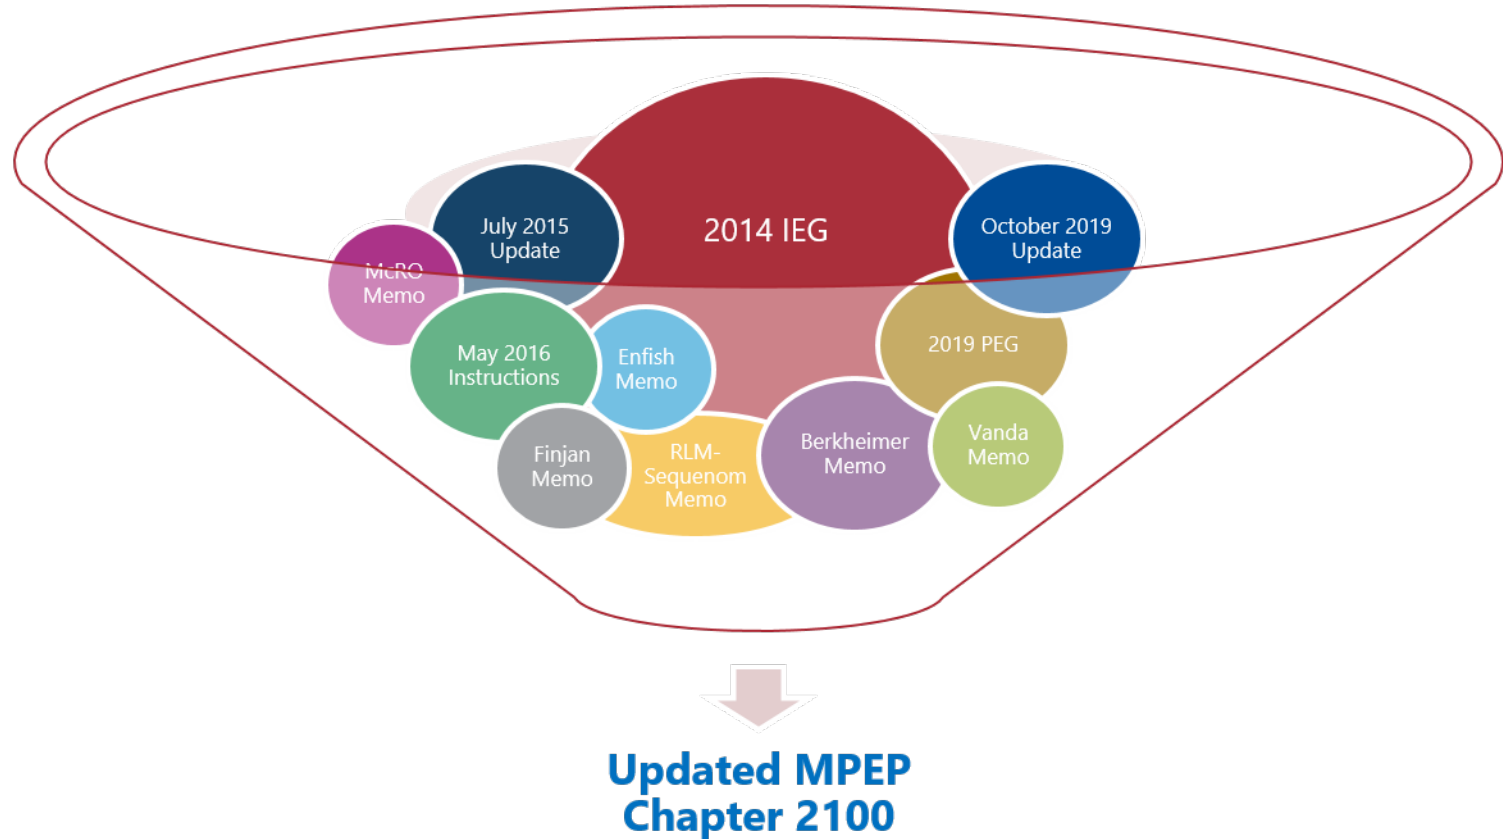 2014 IEG
July 2015
Update
October 2019
Update
McRO
Memo
May 2016
Instructions
Enfish
Memo
2019 PEG
Finjan
Memo
RLM-
Sequenom
Memo
Berkheimer
Memo
Vanda
Memo
Updated MPEP
Chapter 2100